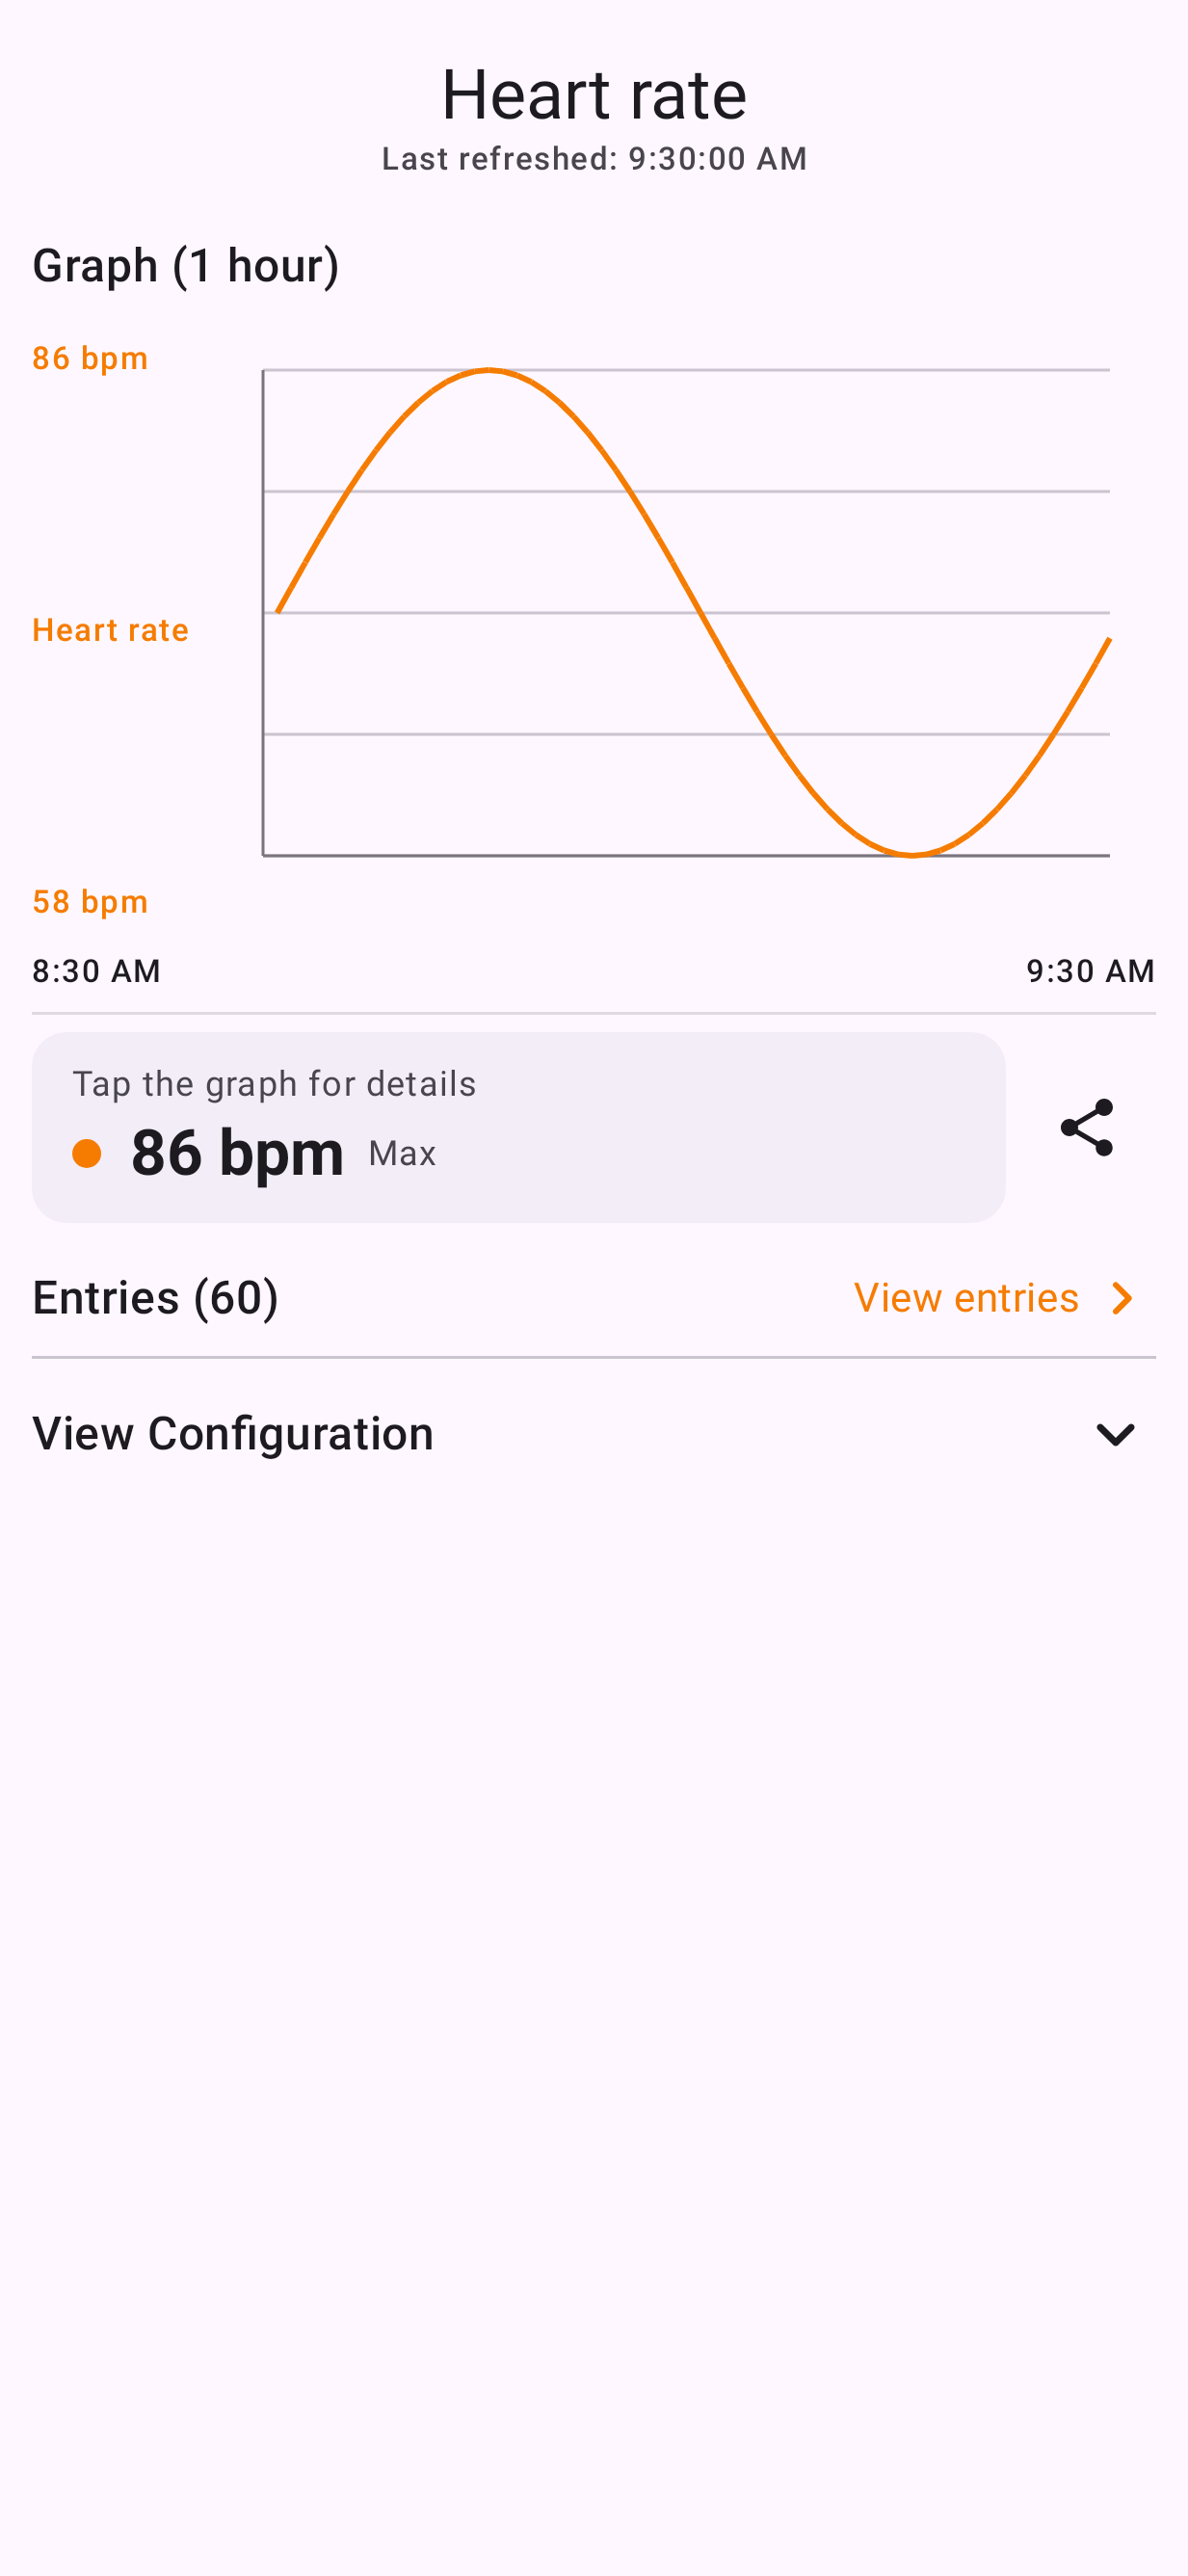 Heart rate
Last refreshed: 9:30:00 AM
Graph (1 hour)
86 bpm
Heart rate
58 bpm
8:30 AM 9:30 AM
Tap the graph for details
86 bpm Max
Entries (60) View entries
View Configuration